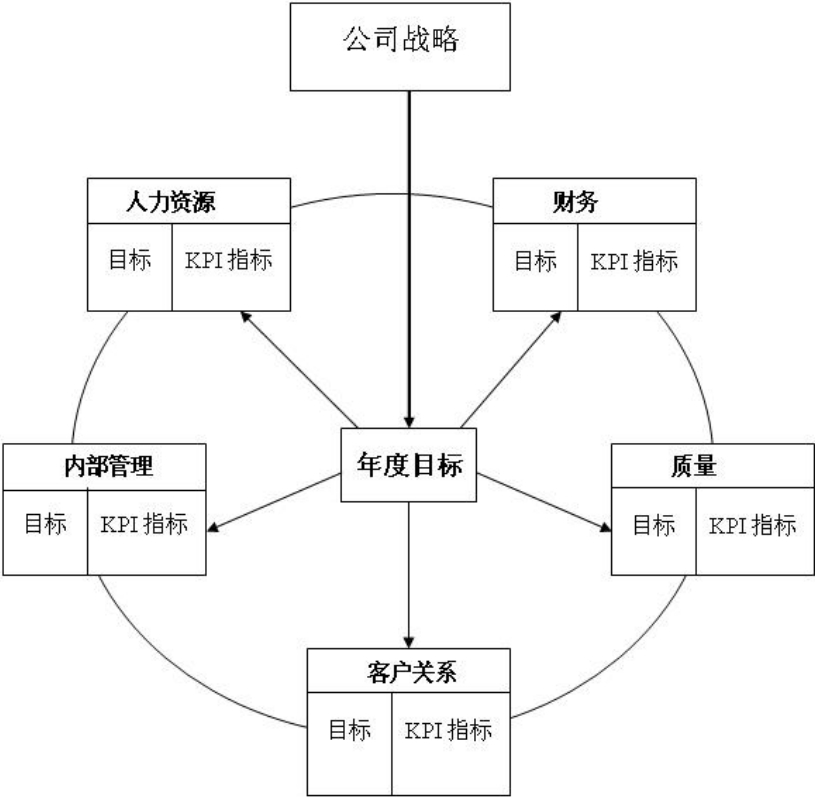 公司战略
人力资源
财务
目标 KPI指标
目标 KPI指标
年度目标
内部管理
质量
目标 KPI指标
目标 KPI指标
客户关系
目标 KPI指标